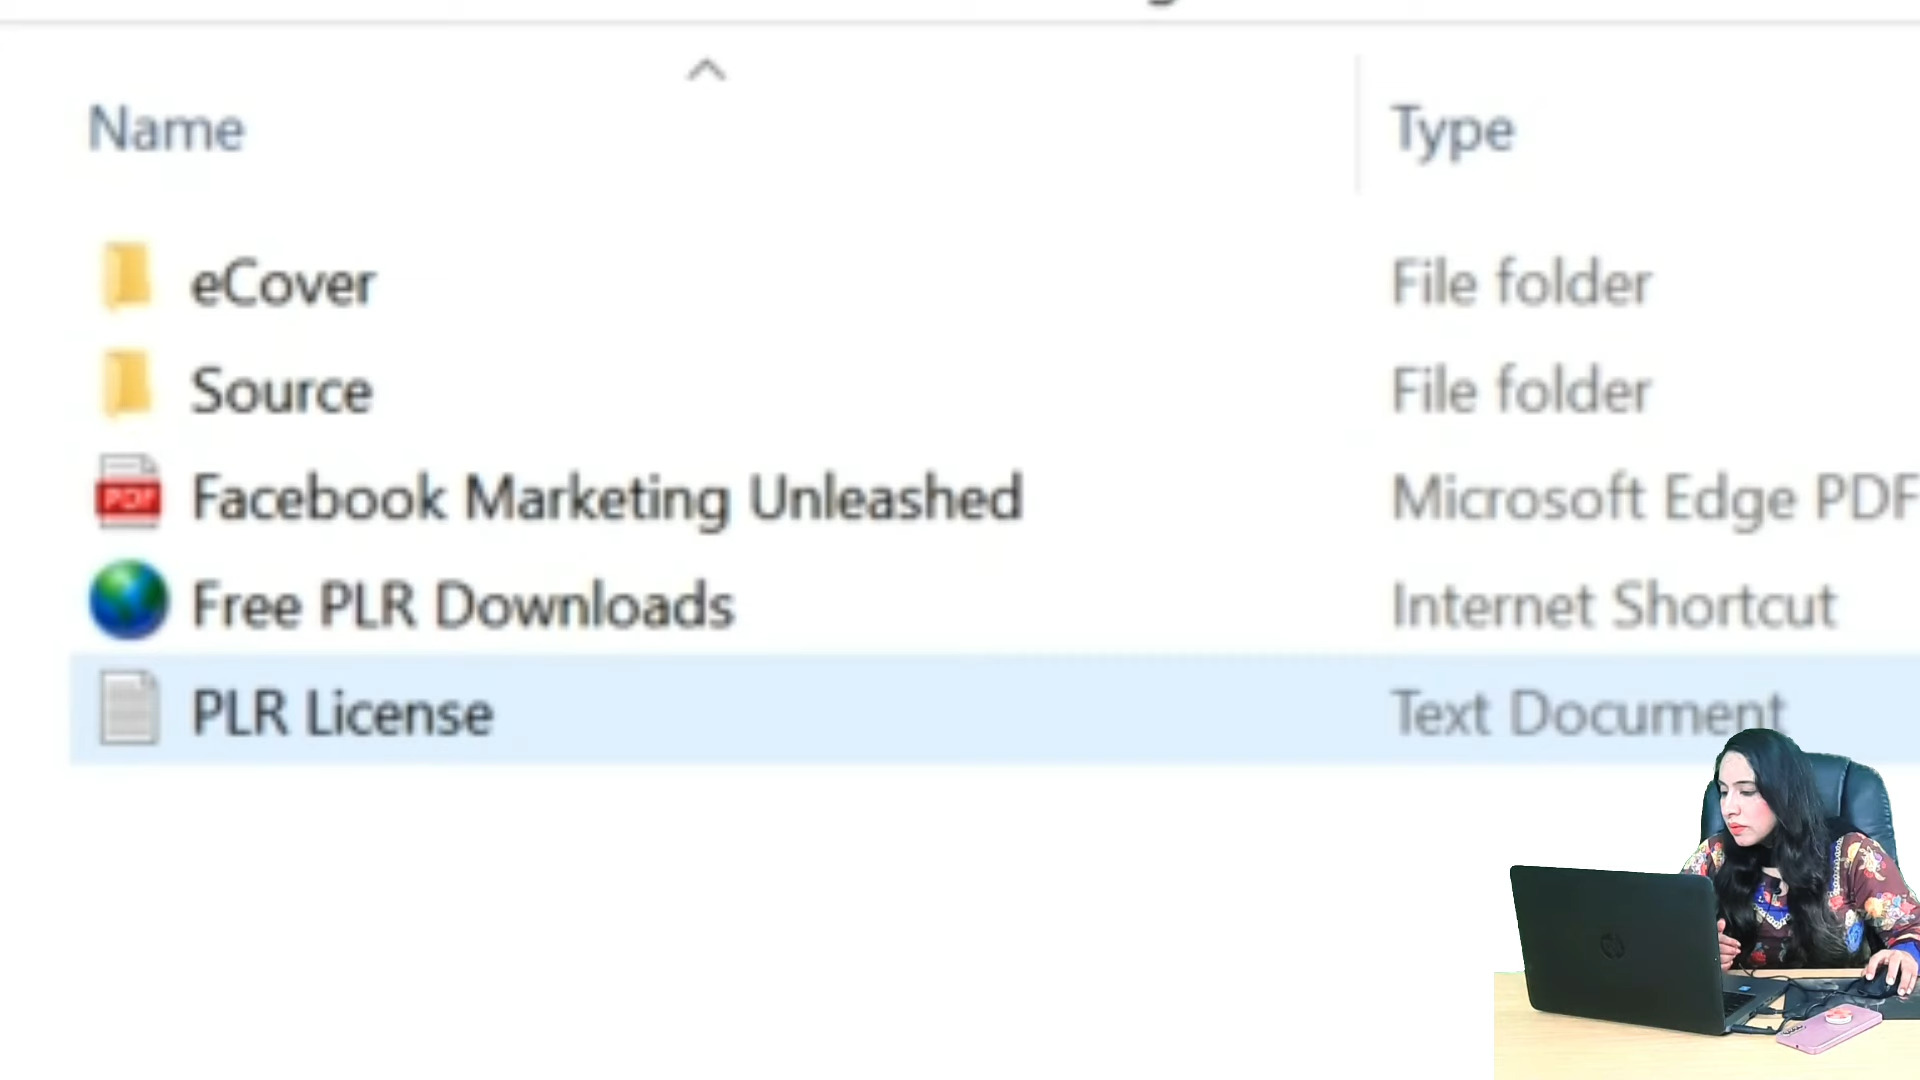 Name Type
eCover File folder
Source File folder
Facebook Marketing Unleashed Microsoft Edge PDF
Free PLR Downloads Internet Shortcut
PLR License Text Document